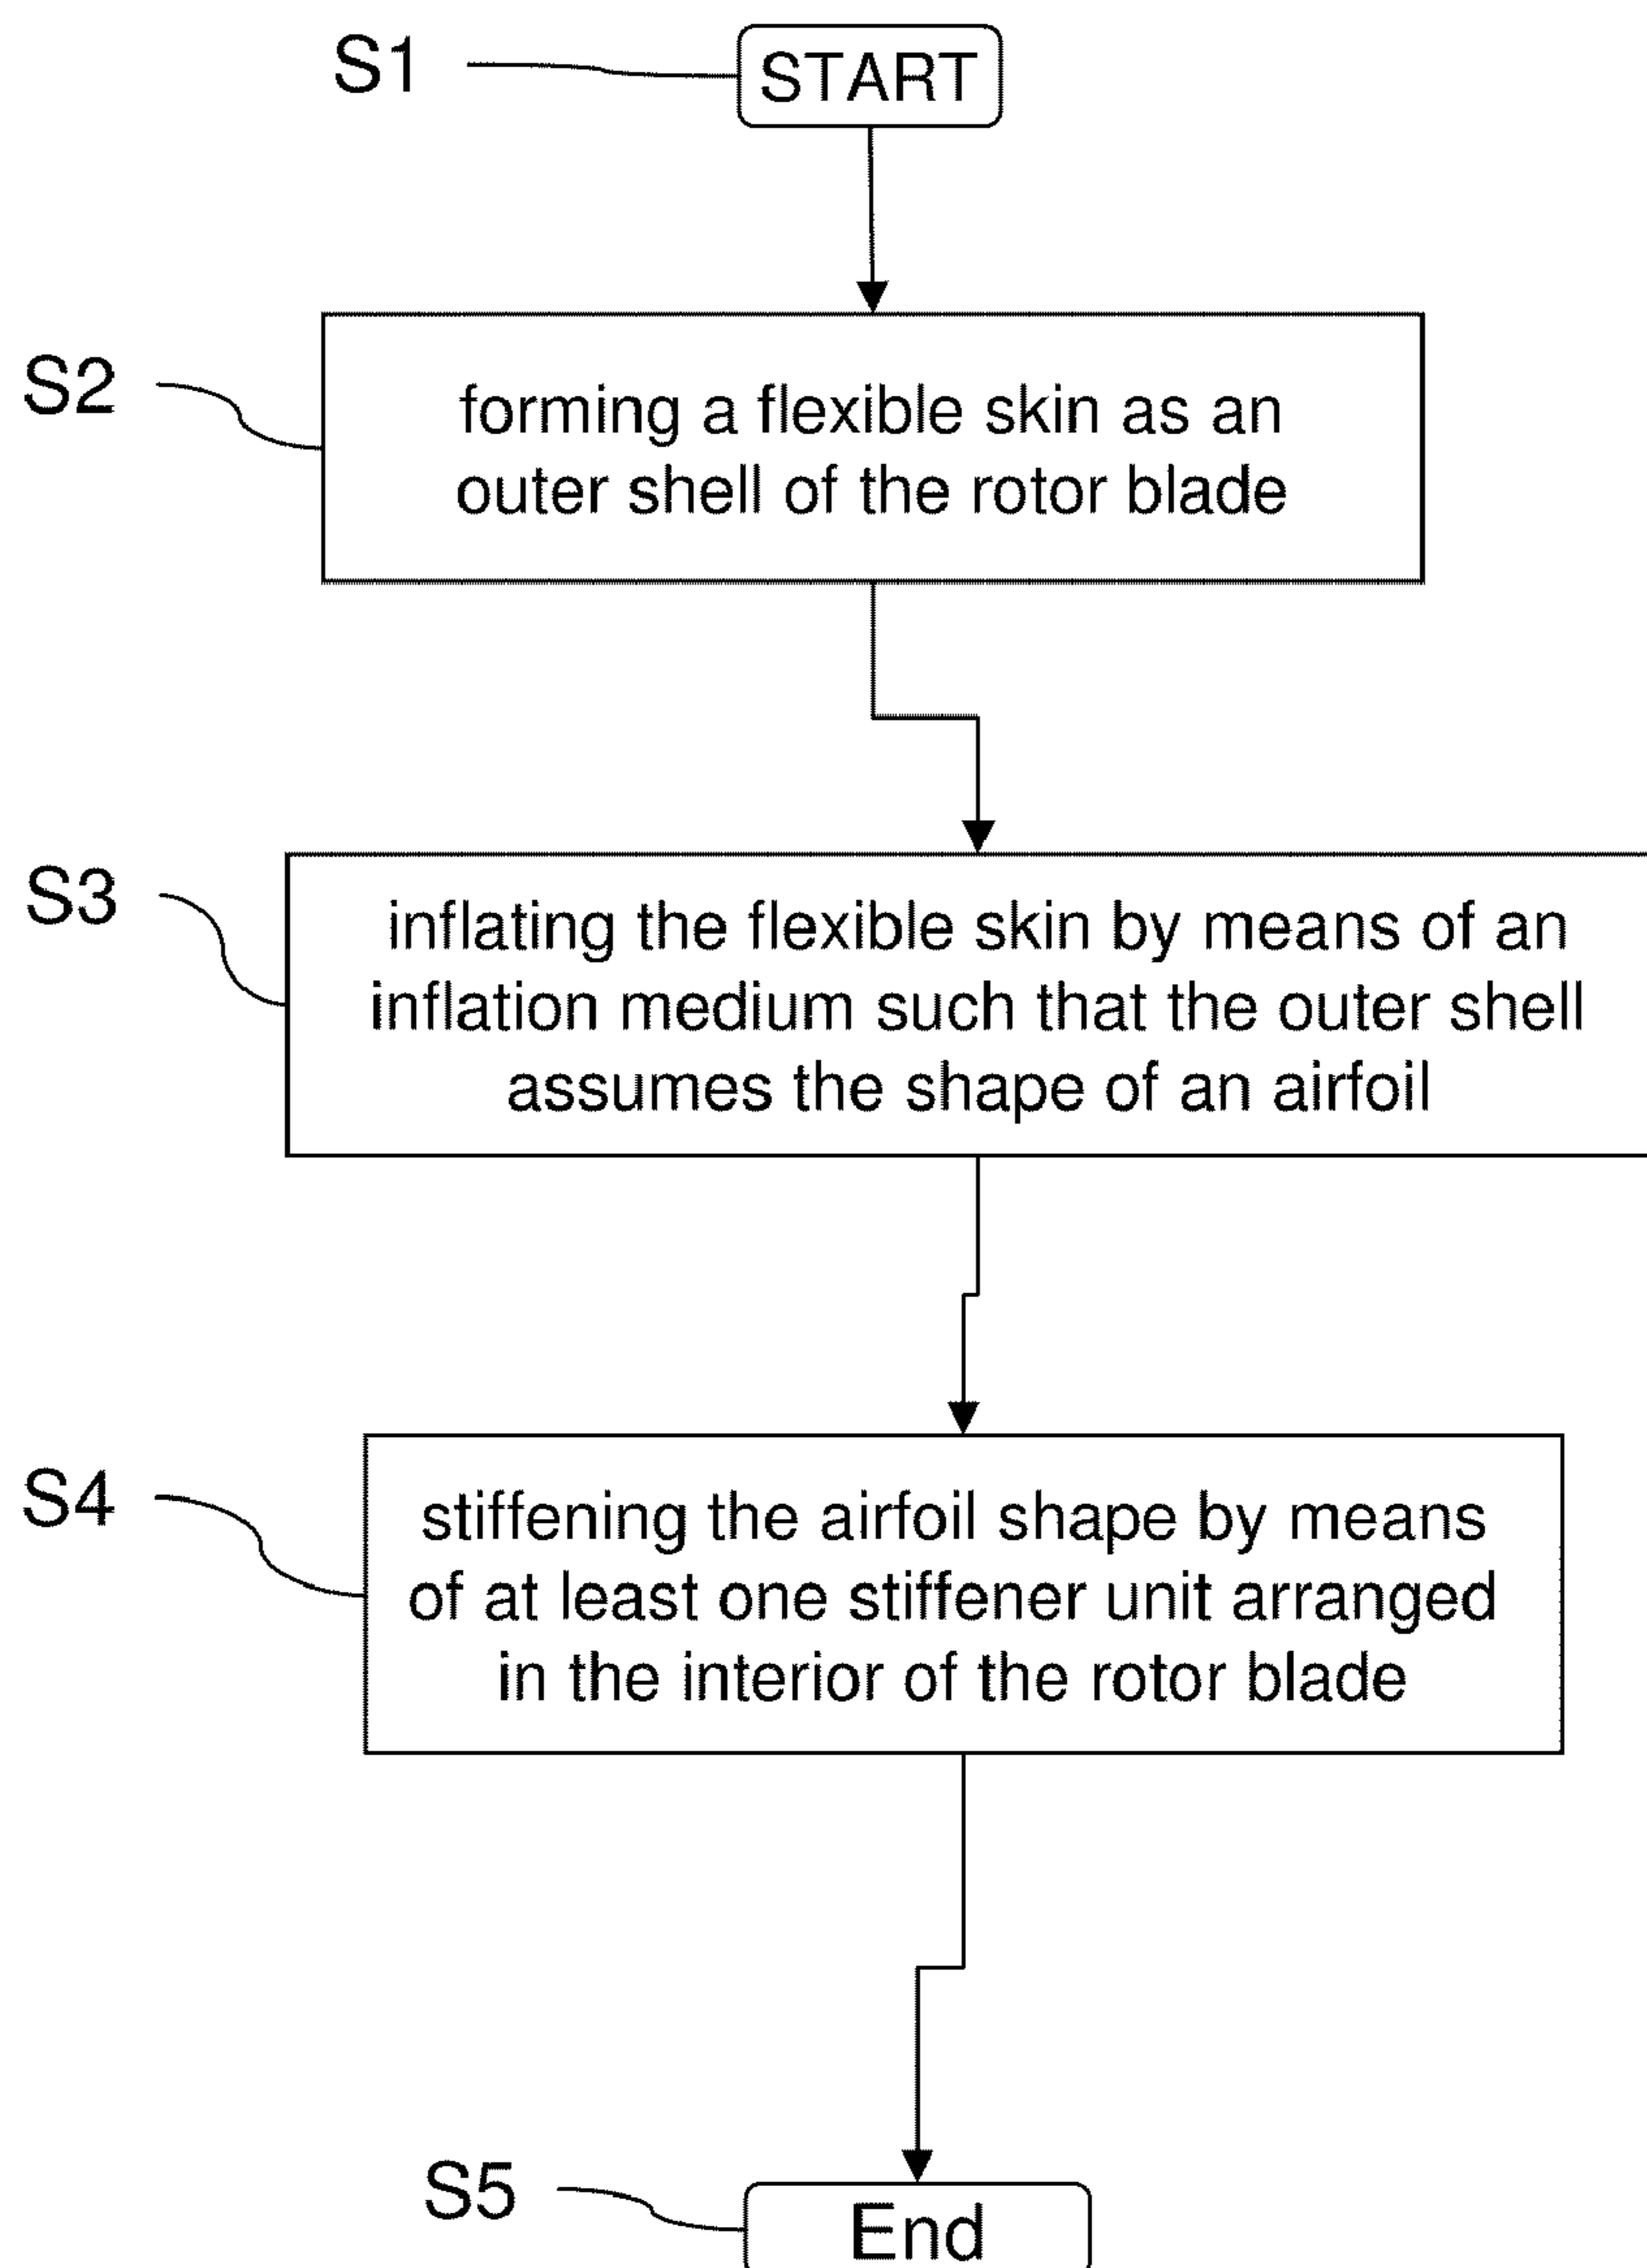 S1
START
S2
forming a flexible skin as an
outer shell of the rotor blade
S3
inflating the flexible skin by means of an
inflation medium such that the outer shell
assumes the shape of an airfoil
S4
stiffening the airfoil shape by means
of at least one stiffener unit arranged
in the interior of the rotor blade
S5
End